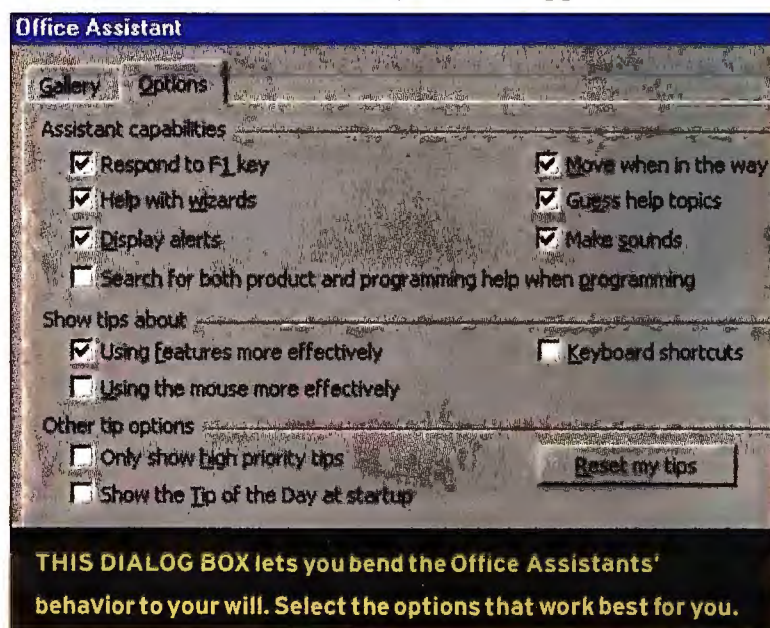 Office Assistant
Gallery Options
Assistant capabilities
Respond to F1 key Move when in the way
Help with wizards Guess help topics
Display alerts Make sounds
Search for both product and programming help when programming
Show tips about
Using features more effectively Keyboard shortcuts
Using the mouse more effectively
Other tip options
Only show high priority tips Reset my tips
Show the Tip of the Day at startup
THIS DIALOG BOX lets you bend the Office Assistants'
behavior to your will. Select the options that work best for you.